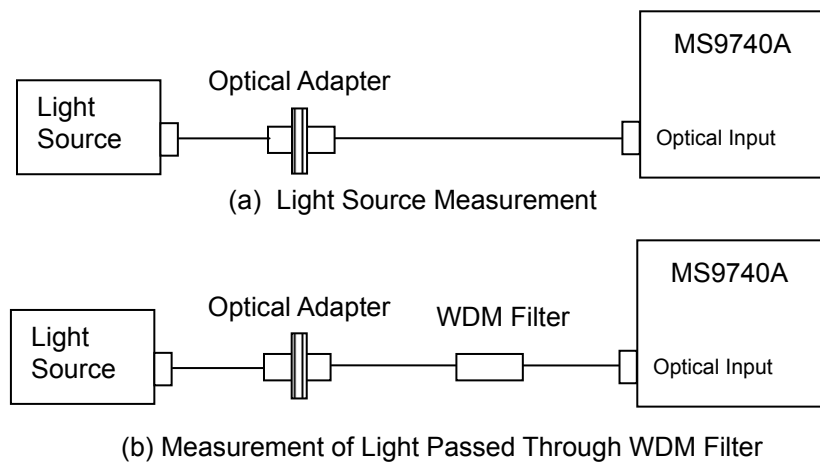 MS9740A
Optical Adapter
Light
Source
Optical Input
(a) Light Source Measurement
MS9740A
Optical Adapter
WDM Filter
Light
Source
Optical Input
(b) Measurement of Light Passed Through WDM Filter